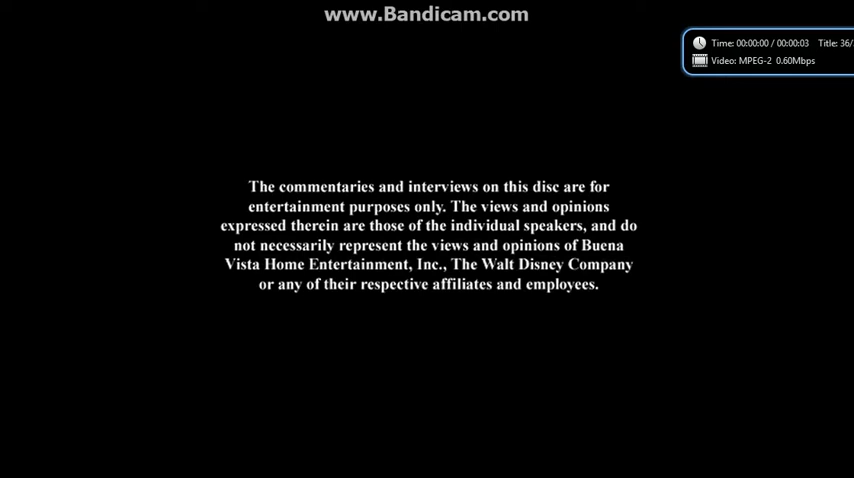 www.Bandicam.com
Time: 00:00:00 / 00:00:03 Title: 36/
Video: MPEG-2 0.60Mbps
The commentaries and interviews on this disc are for
entertainment purposes only. The views and opinions
expressed therein are those of the individual speakers, and do
not necessarily represent the views and opinions of Buena
Vista Home Entertainment, Inc., The Walt Disney Company
or any of their respective affiliates and employees.